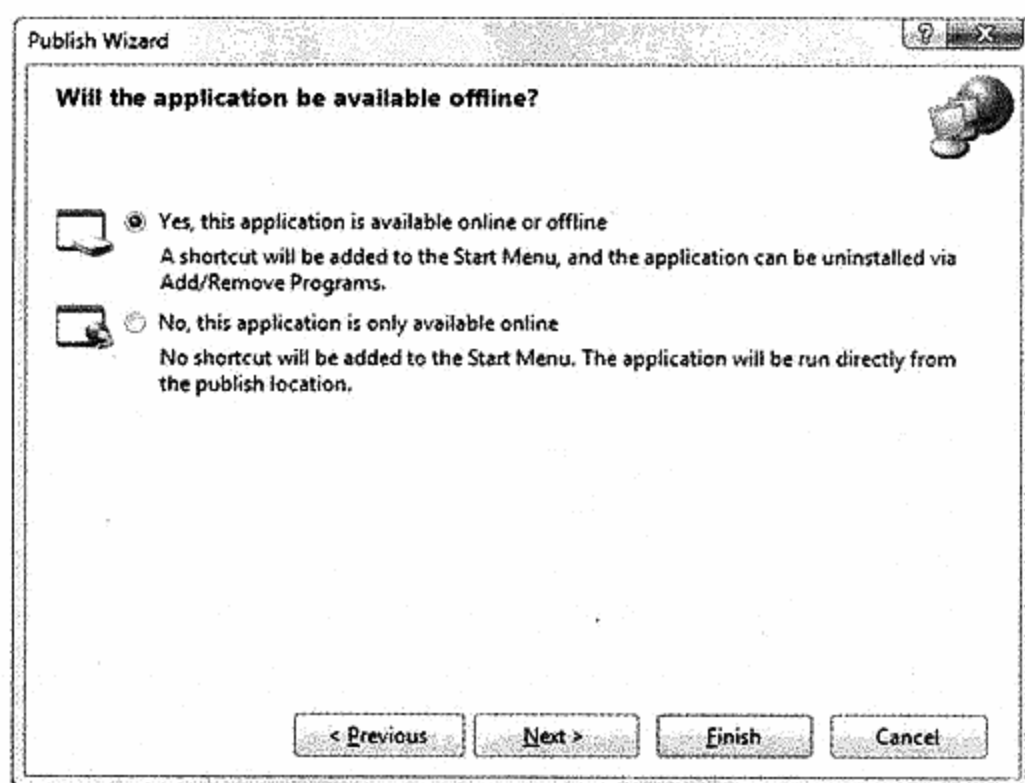 Publish Wizard
Will the application be available offline?
Yes, this application is available online or offline
A shortcut will be added to the Start Menu, and the application can be uninstalled via
Add/Remove Programs.
No, this application is only available online
No shortcut will be added to the Start Menu. The application will be run directly from
the publish location.
< Previous
Next >
Finish
Cancel